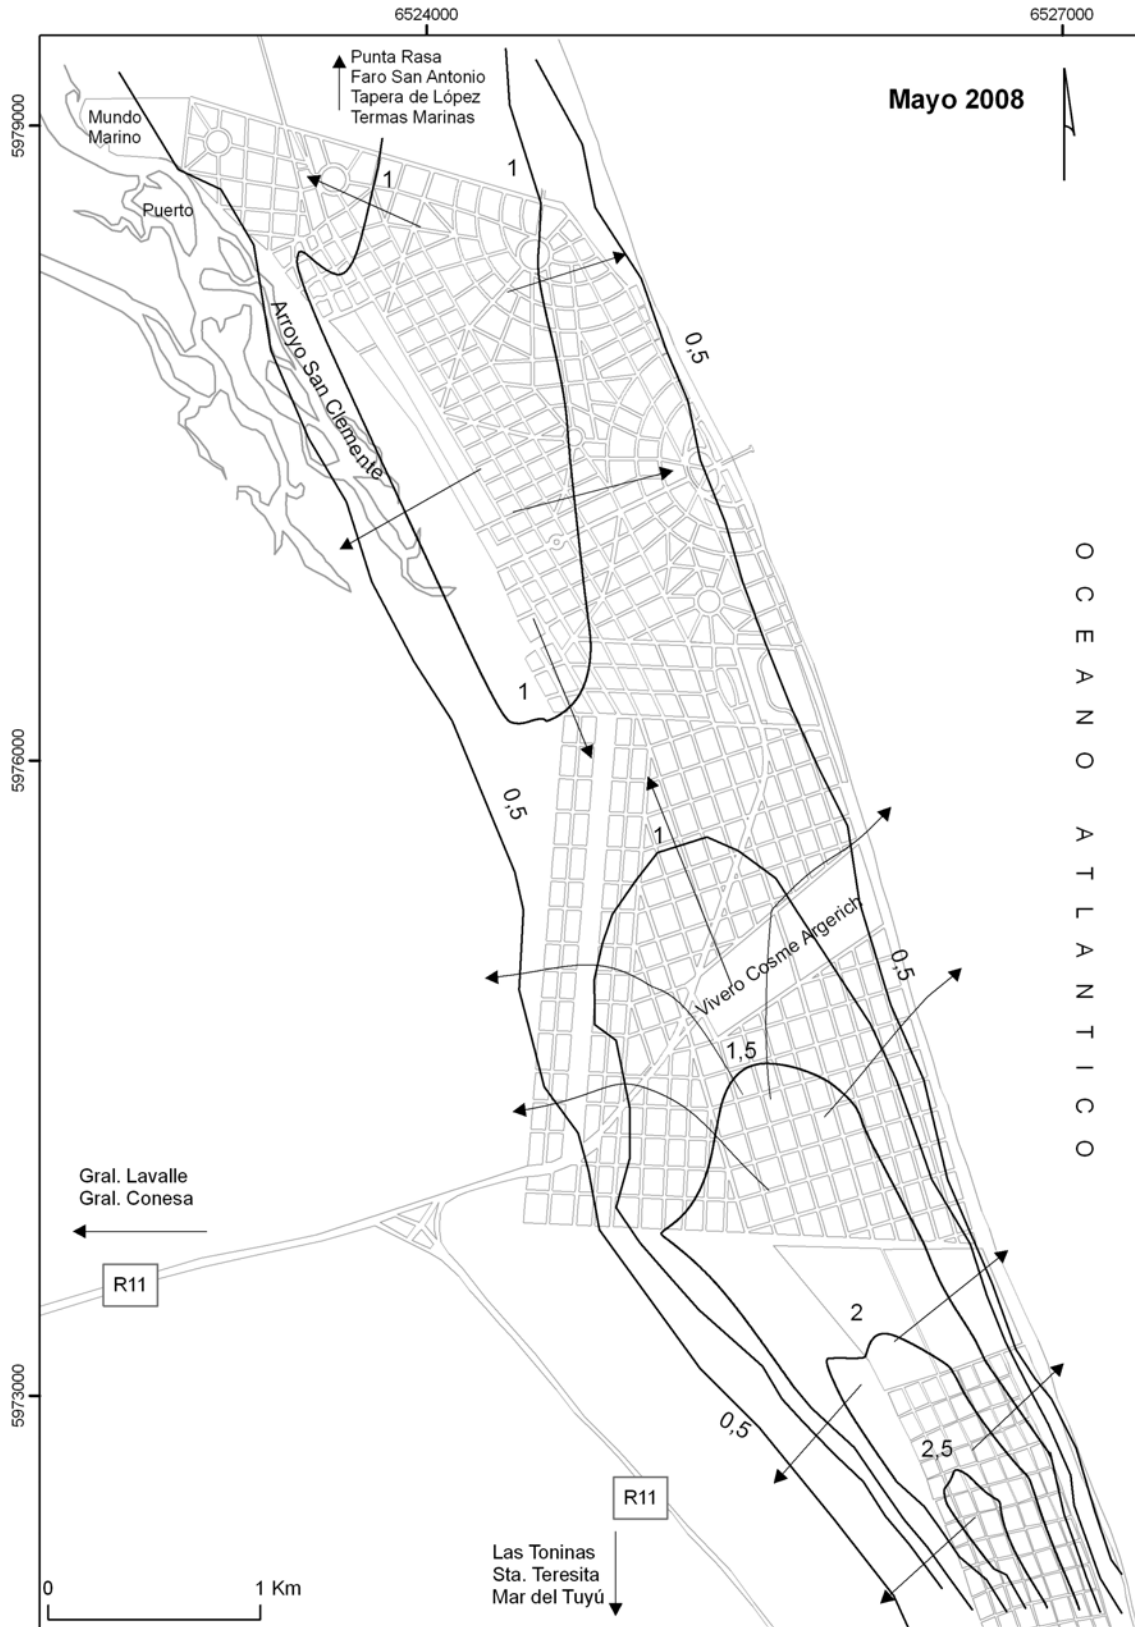 6524000
6527000
5979000
5976000
5973000
Punta Rasa
Faro San Antonio
Tapera de López
Termas Marinas
Mayo 2008
Mundo
Marino
Puerto
1
1
0,5
Arroyo San Clemente
1
0,5
1
Vivero Cosme Argerich
0,5
1,5
OCEANO ATLANTICO
Gral. Lavalle
Gral. Conesa
R11
2
0,5
2,5
R11
Las Toninas
Sta. Teresita
Mar del Tuyú
0 1 Km